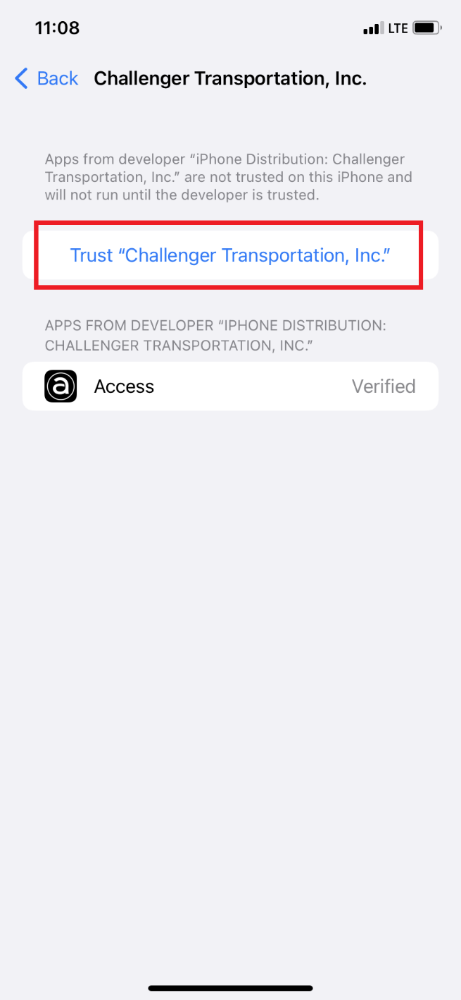 11:08 LTE
Back Challenger Transportation, Inc.
Apps from developer “iPhone Distribution: Challenger
Transportation, Inc.” are not trusted on this iPhone and
will not run until the developer is trusted.
Trust “Challenger Transportation, Inc.”
APPS FROM DEVELOPER “IPHONE DISTRIBUTION:
CHALLENGER TRANSPORTATION, INC.”
a Access Verified